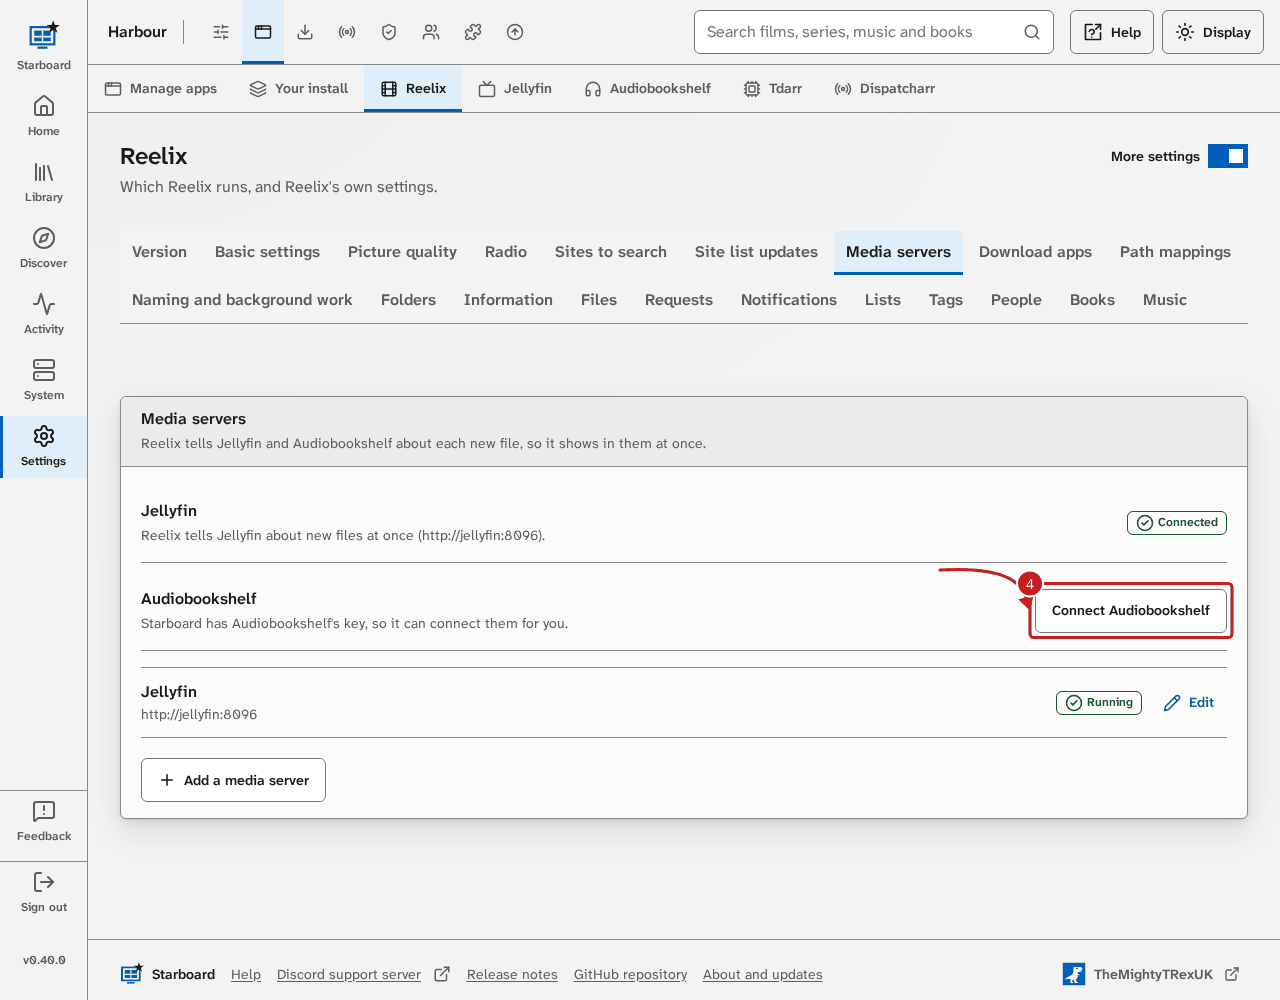 Starboard
Home
Library
Discover
Activity
System
Settings
Feedback
Sign out
v0.40.0
Harbour
Search films, series, music and books
Help
Display
Manage apps
Your install
Reelix
Jellyfin
Audiobookshelf
Tdarr
Dispatcharr
Reelix
Which Reelix runs, and Reelix's own settings.
More settings
Version
Basic settings
Picture quality
Radio
Sites to search
Site list updates
Media servers
Download apps
Path mappings
Naming and background work
Folders
Information
Files
Requests
Notifications
Lists
Tags
People
Books
Music
Media servers
Reelix tells Jellyfin and Audiobookshelf about each new file, so it shows in them at once.
Jellyfin
Reelix tells Jellyfin about new files at once (http://jellyfin:8096).
Connected
4
Audiobookshelf
Starboard has Audiobookshelf's key, so it can connect them for you.
Connect Audiobookshelf
Jellyfin
http://jellyfin:8096
Running
Edit
Add a media server
Starboard
Help
Discord support server
Release notes
GitHub repository
About and updates
TheMightyTRexUK